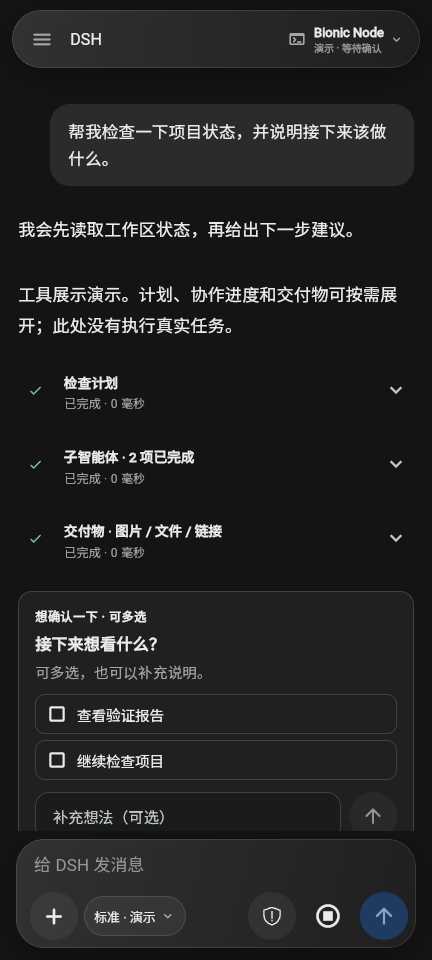 DSH
Bionic Node
演示 · 等待确认
帮我检查一下项目状态，并说明接下来该做
什么。
我会先读取工作区状态，再给出下一步建议。
工具展示演示。计划、协作进度和交付物可按需展
开；此处没有执行真实任务。
检查计划
已完成 · 0 毫秒
子智能体 · 2 项已完成
已完成 · 0 毫秒
交付物 · 图片 / 文件 / 链接
已完成 · 0 毫秒
想确认一下 · 可多选
接下来想看什么？
可多选，也可以补充说明。
查看验证报告
继续检查项目
补充想法（可选）
给 DSH 发消息
标准 · 演示